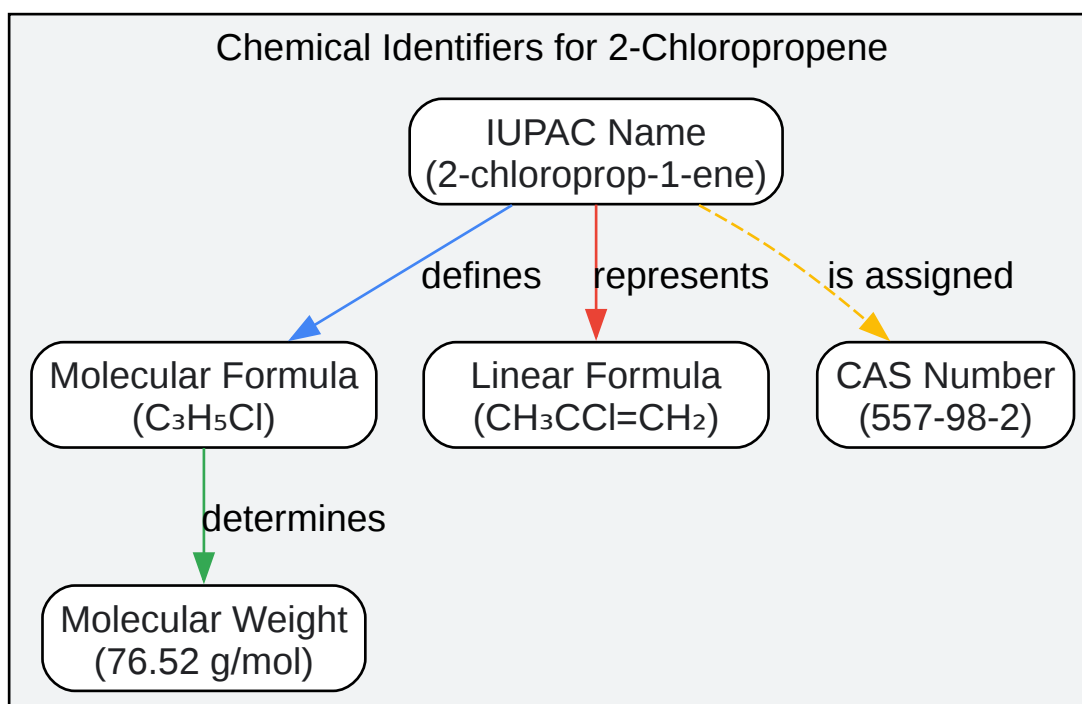 Chemical Identifiers for 2-Chloropropene
IUPAC Name
(2-chloroprop-1-ene)
defines
represents
is assigned
Molecular Formula
(C₃H₅Cl)
Linear Formula
(CH₃CCl=CH₂)
CAS Number
(557-98-2)
determines
Molecular Weight
(76.52 g/mol)